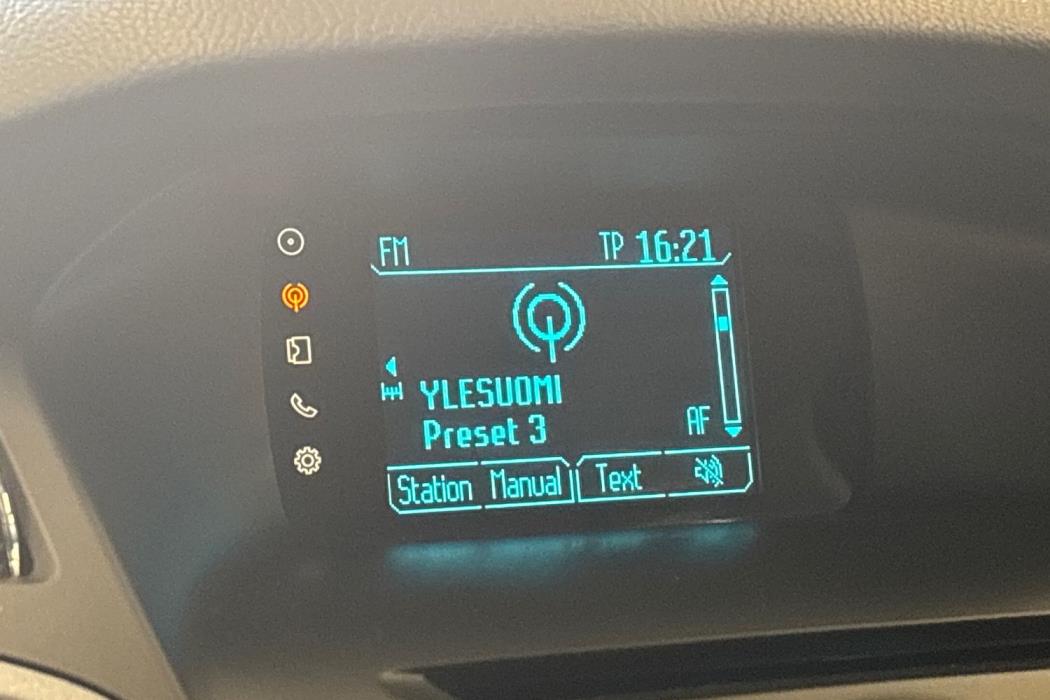 FM TP 16:21
YLESUOMI
Preset 3 AF
Station Manual Text